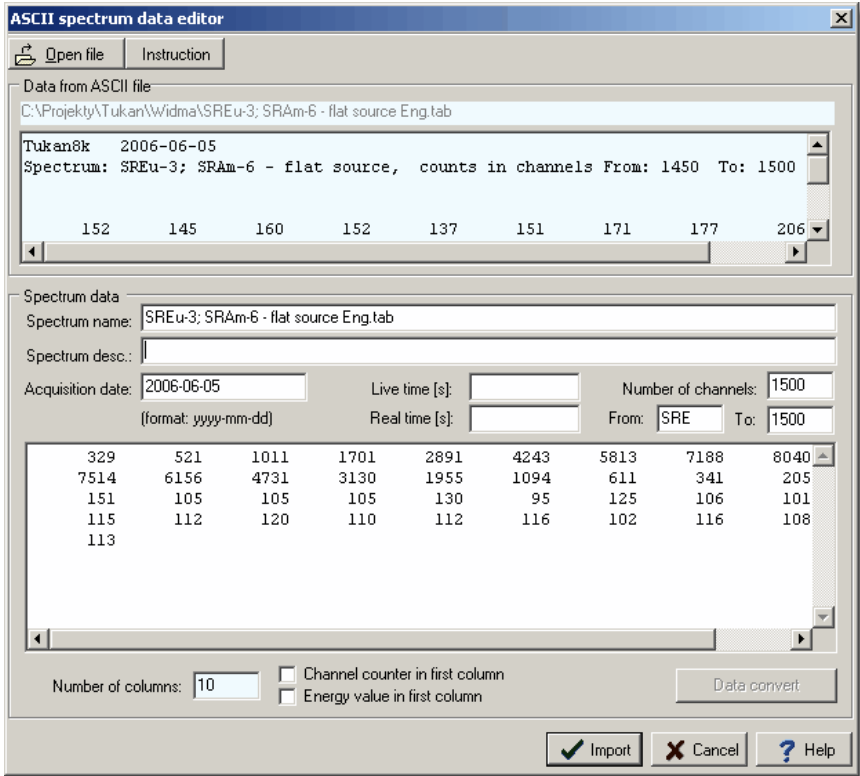 ASCII spectrum data editor
Open file Instruction
Data from ASCII file
C:\Projekty\Tukan\Widma\SREu-3; SRAm-6 - flat source Eng.tab
Tukan8k 2006-06-05
Spectrum: SREu-3; SRAm-6 - flat source, counts in channels From: 1450 To: 1500
152 145 160 152 137 151 171 177 206
Spectrum data
Spectrum name: SREu-3; SRAm-6 - flat source Eng.tab
Spectrum desc.:
Acquisition date: 2006-06-05 Live time [s]: Number of channels: 1500
(format: yyyy-mm-dd) Real time [s]: From: SRE To: 1500
329 521 1011 1701 2891 4243 5813 7188 8040
7514 6156 4731 3130 1955 1094 611 341 205
151 105 105 105 130 95 125 106 101
115 112 120 110 112 116 102 116 108
113
Number of columns: 10 Channel counter in first column
Energy value in first column
Data convert
Import Cancel Help